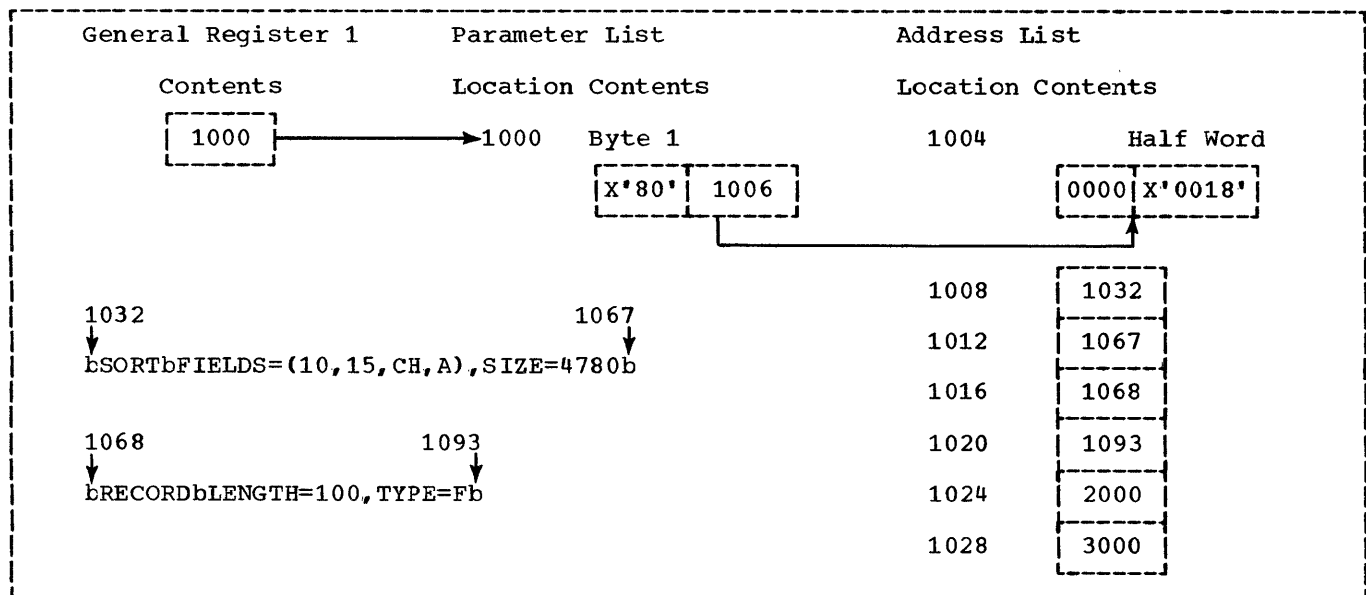 General Register 1 Parameter List Address List
Contents Location Contents Location Contents
1000 1000 Byte 1 1004 Half Word
X'80' 1006 0000 X'0018'
1008 1032
1032 1067
1012 1067
bSORTbFIELDS=(10,15,CH,A),SIZE=4780b
1016 1068
1068 1093 1020 1093
bRECORDbLENGTH=100,TYPE=Fb
1024 2000
1028 3000